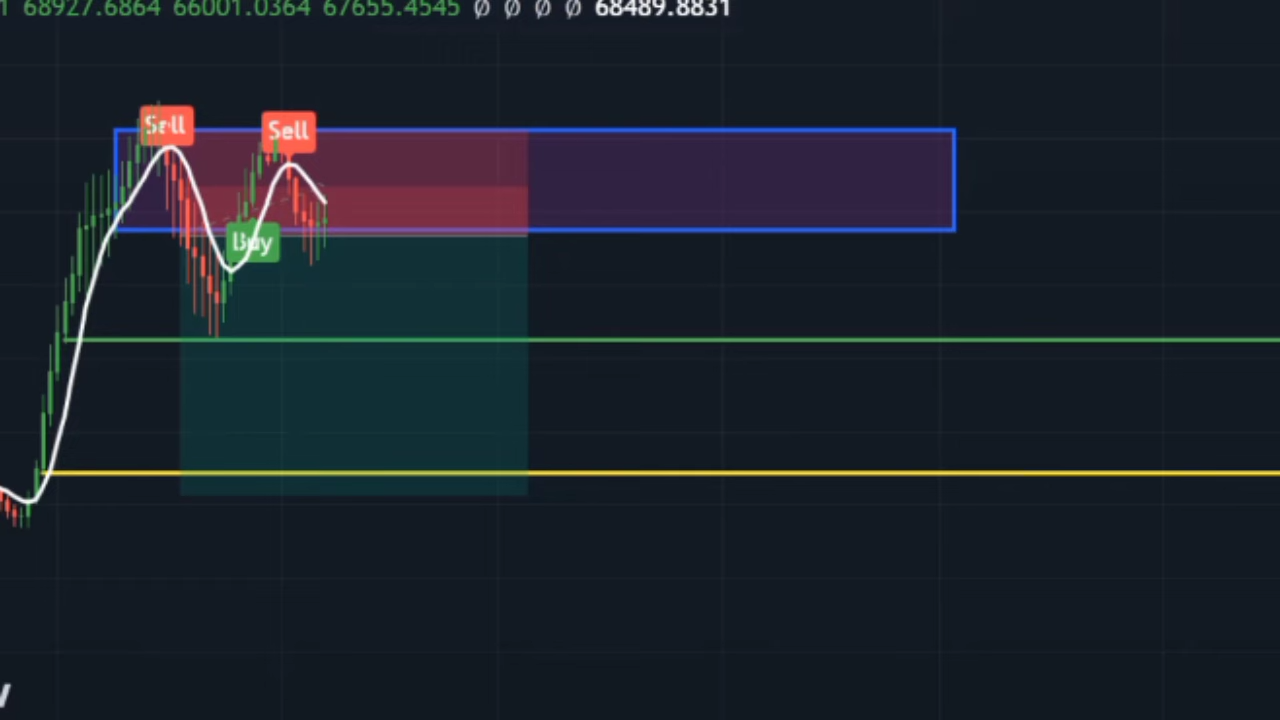 68927.6864 66001.0364 67655.4545 ∅ ∅ ∅ ∅ 68489.8831
Sell
Sell
Buy